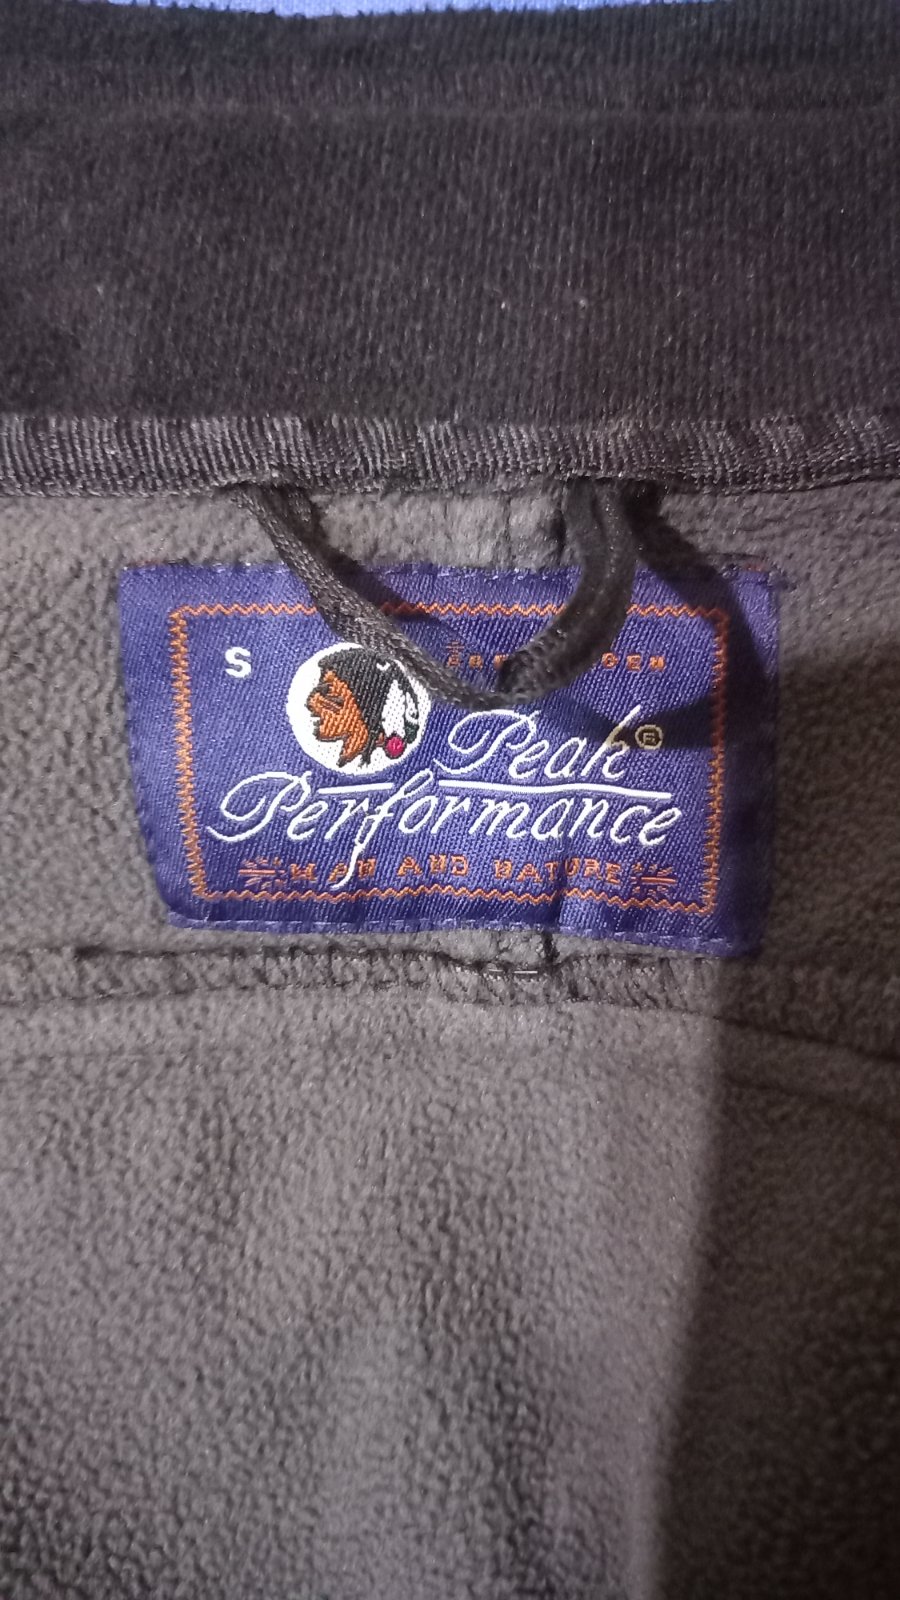 S
Peak®
Performance
MAN AND NATURE